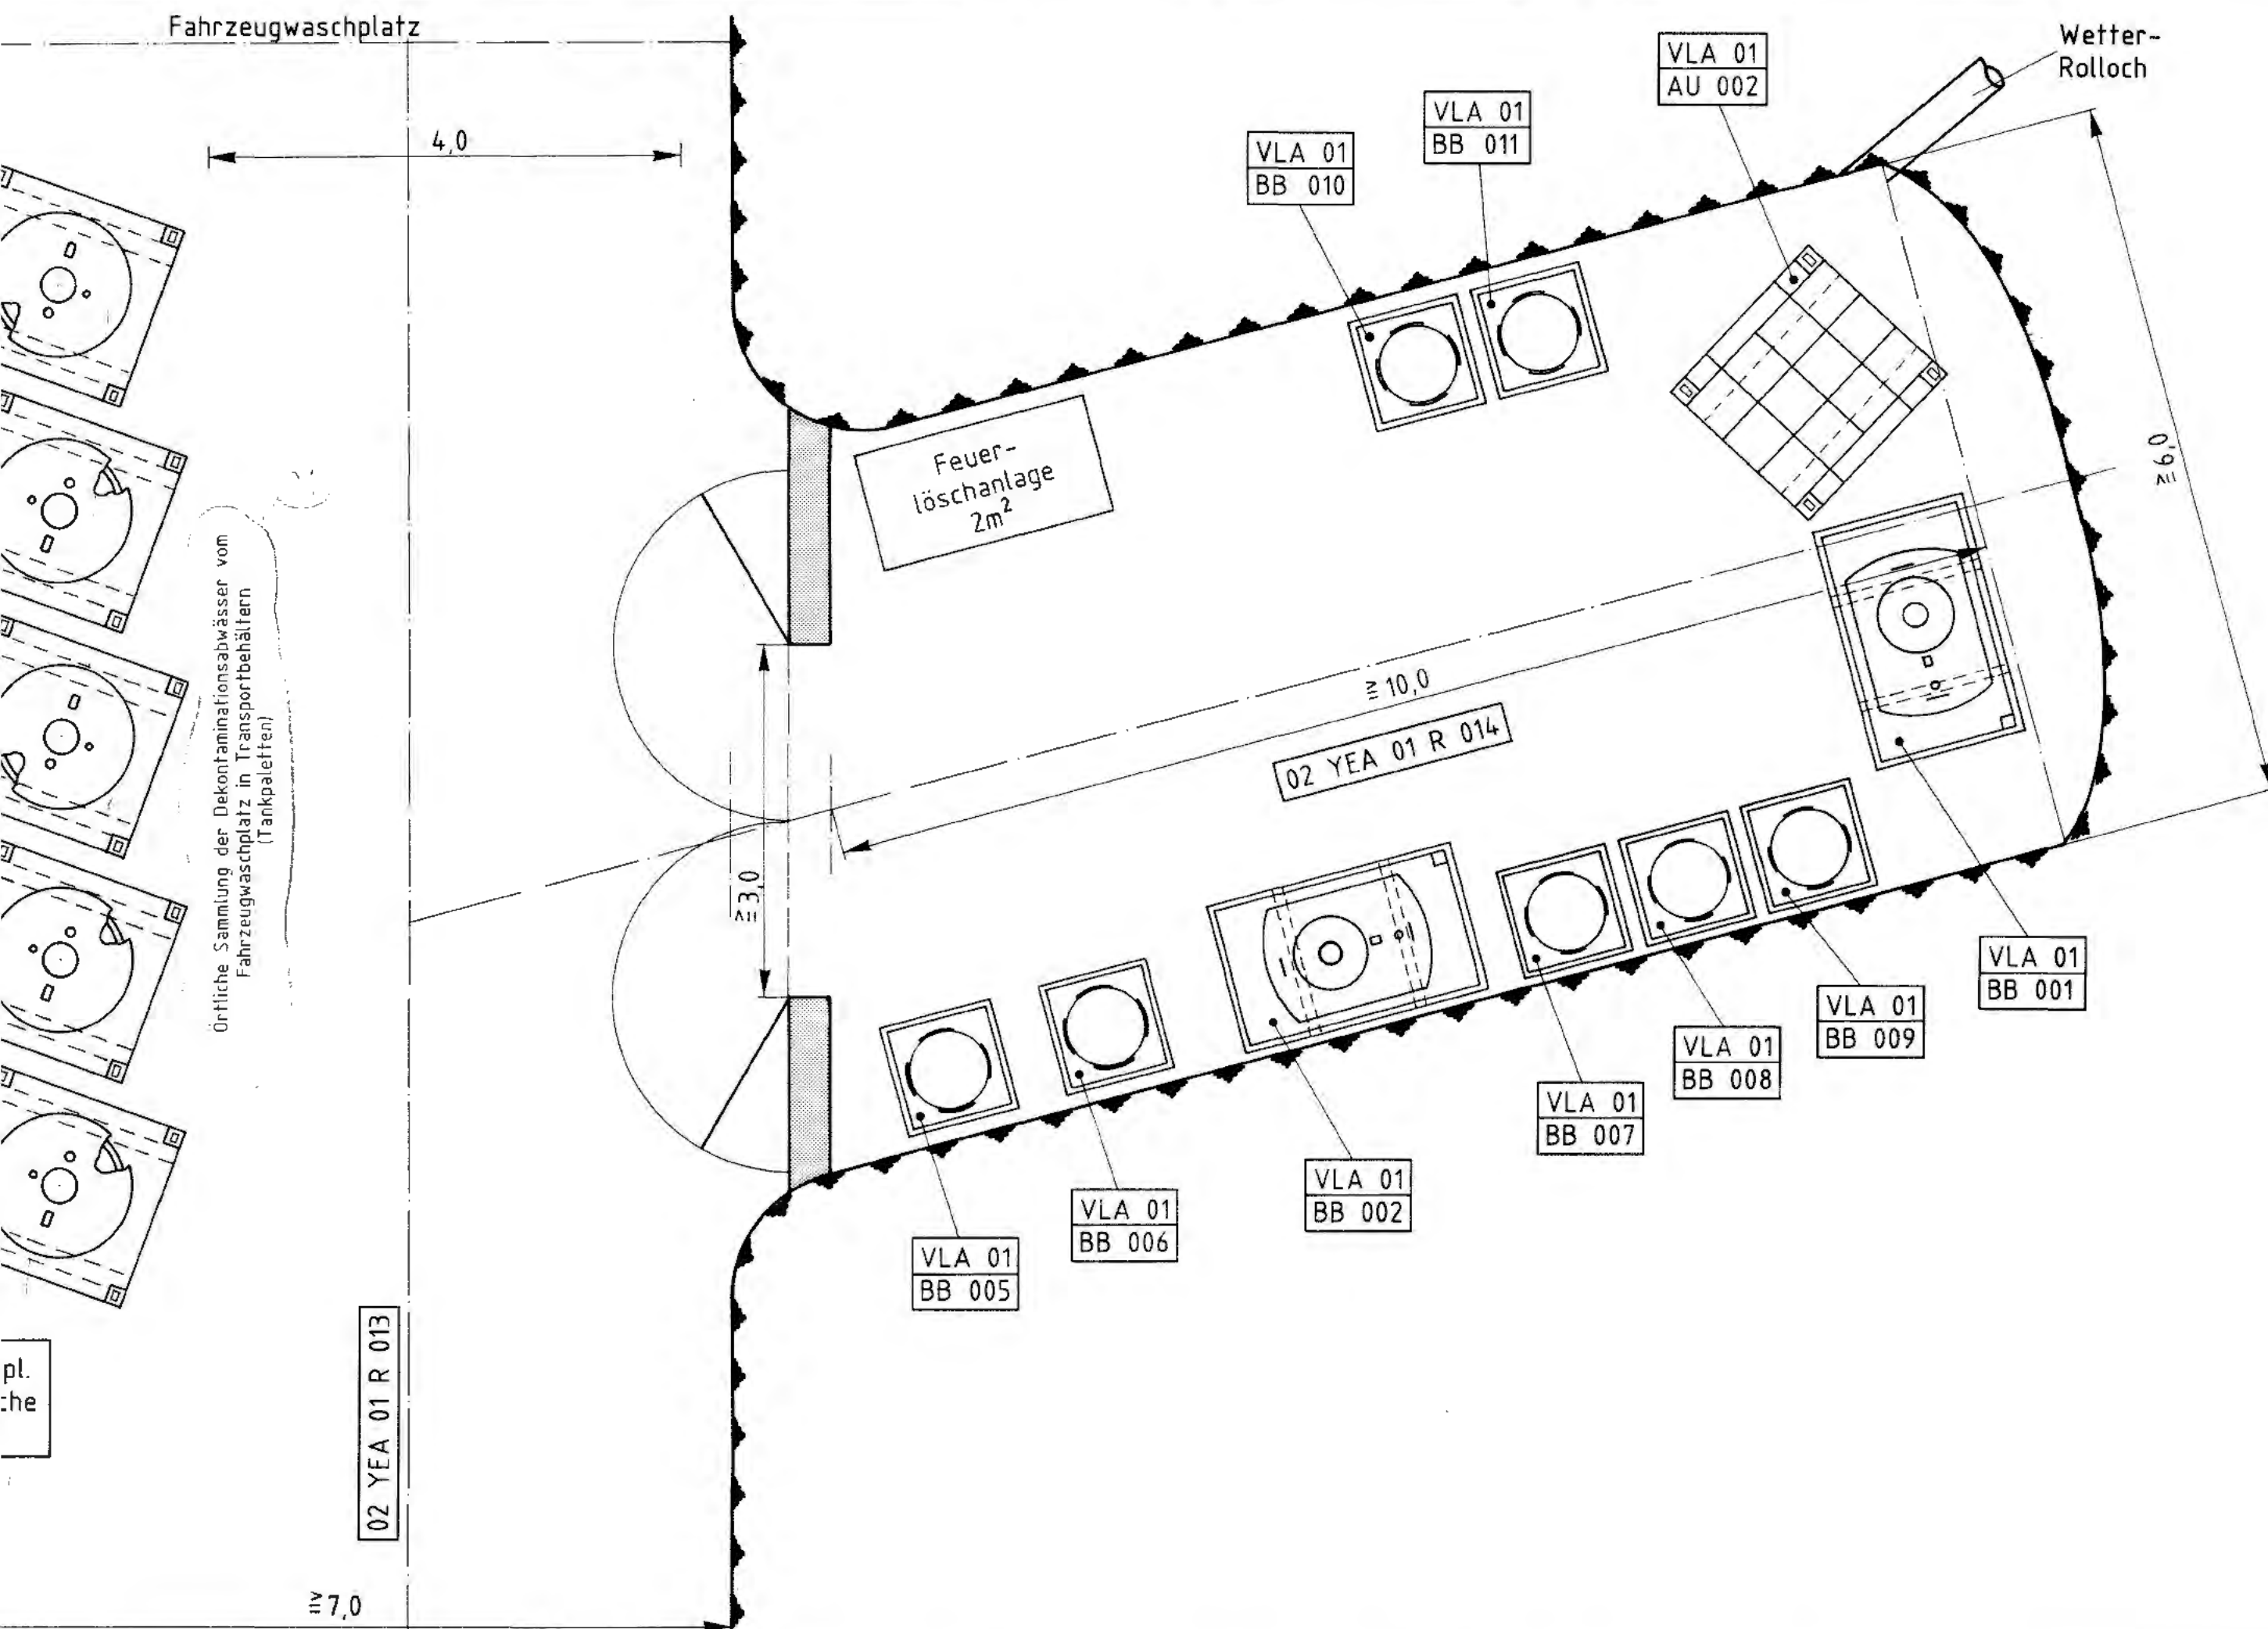 Fahrzeugwaschplatz
4,0
Wetter-
Rolloch
VLA 01
AU 002
VLA 01
BB 011
VLA 01
BB 010
Feuer-
löschanlage
2m²
≧ 6,0
≧ 10,0
02 YEA 01 R 014
≧ 3,0
Örtliche Sammlung der Dekontaminationsabwässer vom
Fahrzeugwaschplatz in Transportbehältern
(Tankpaletten)
VLA 01
BB 001
VLA 01
BB 009
VLA 01
BB 008
VLA 01
BB 007
VLA 01
BB 002
VLA 01
BB 006
VLA 01
BB 005
pl.
che
02 YEA 01 R 013
≧ 7,0